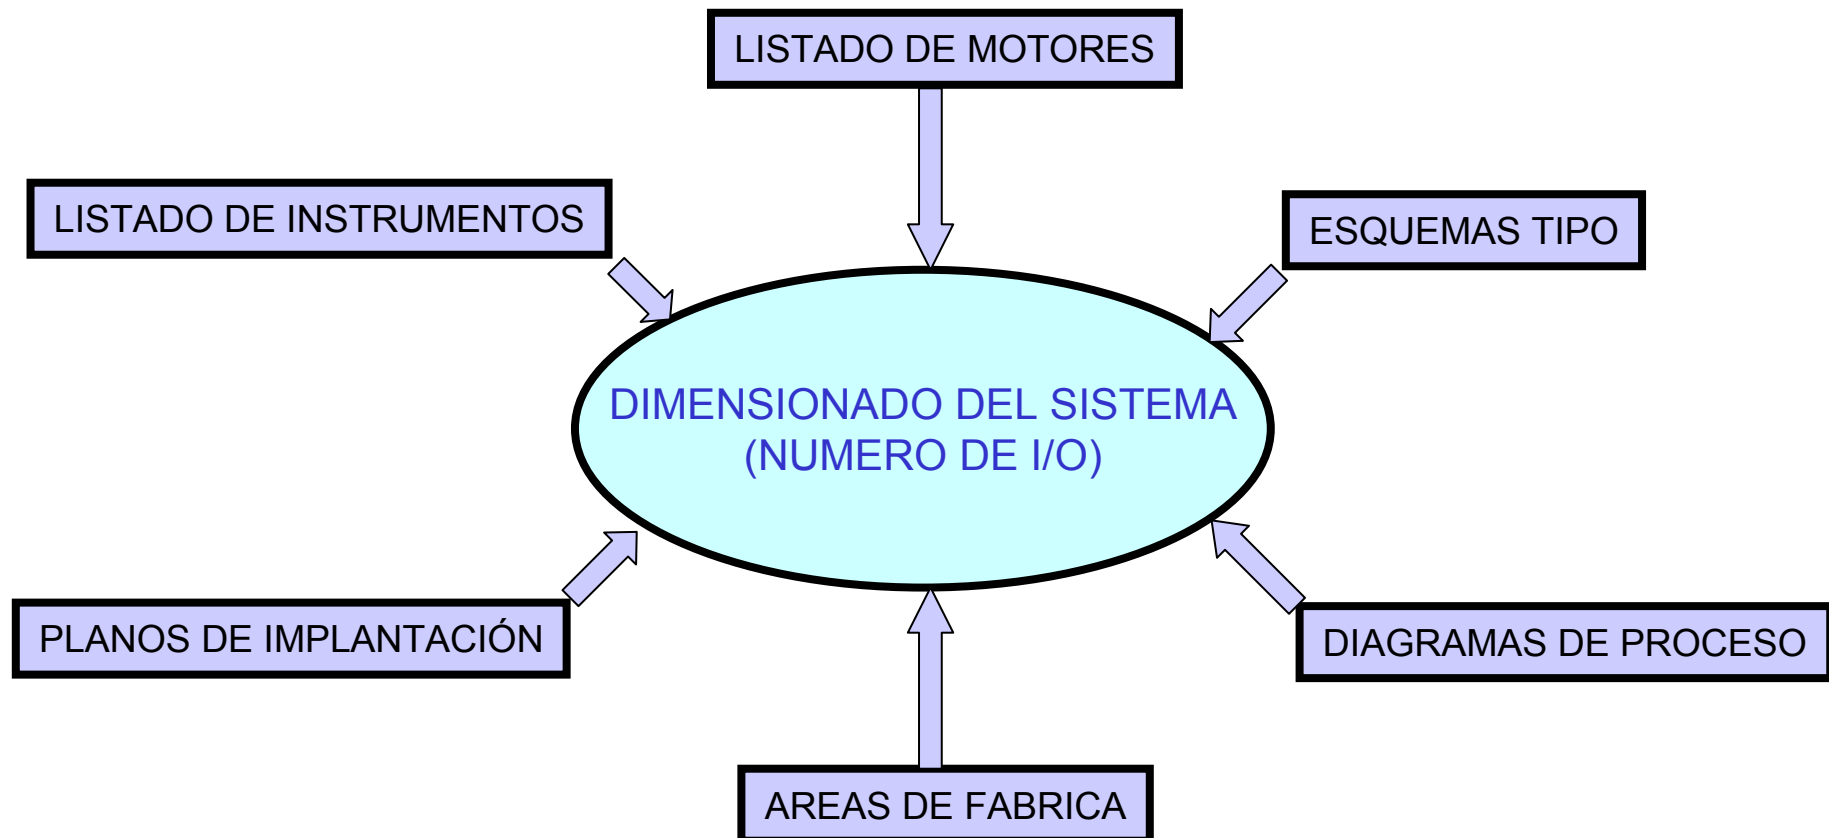 LISTADO DE MOTORES
LISTADO DE INSTRUMENTOS
ESQUEMAS TIPO
DIMENSIONADO DEL SISTEMA
(NUMERO DE I/O)
PLANOS DE IMPLANTACIÓN
DIAGRAMAS DE PROCESO
AREAS DE FABRICA